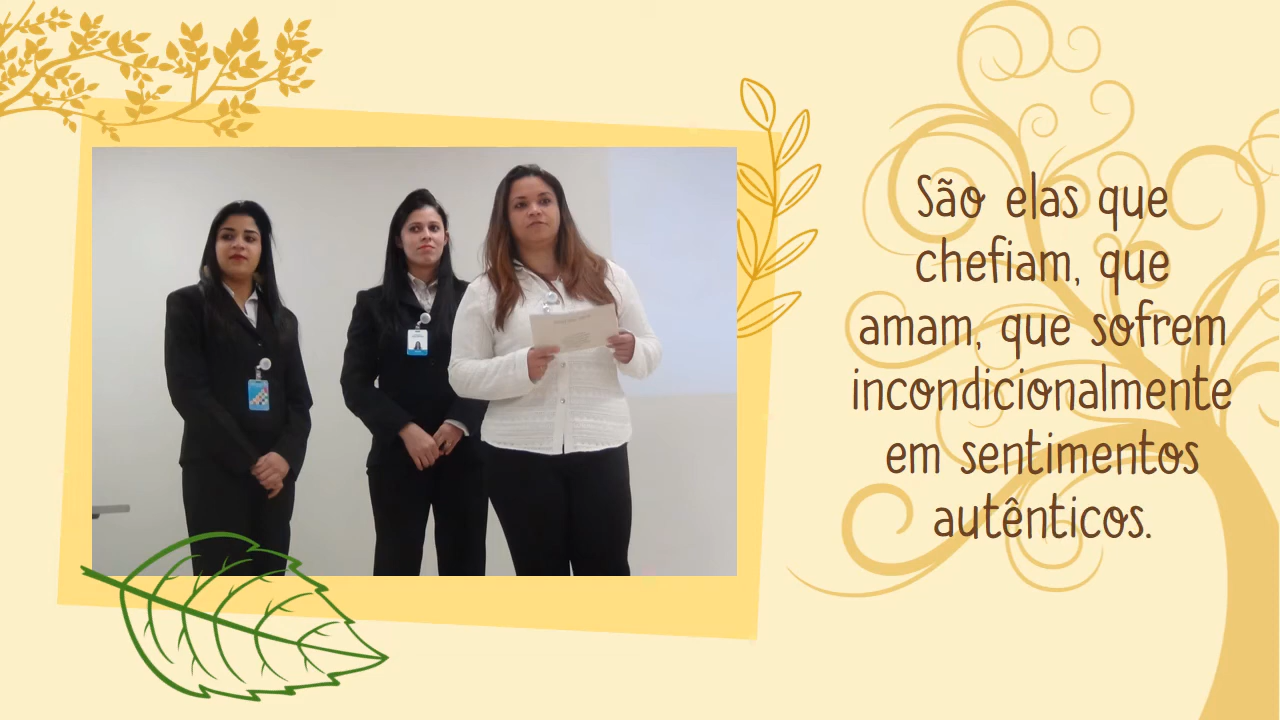 São elas que
chefiam, que
amam, que sofrem
incondicionalmente
em sentimentos
autênticos.